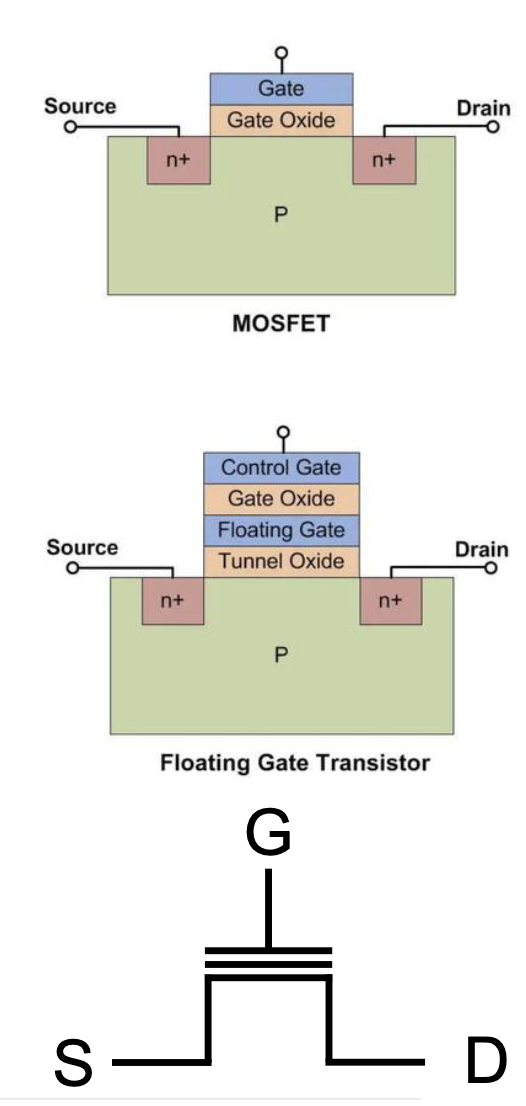 Gate
Source
Drain
Gate Oxide
n+
n+
P
MOSFET
Control Gate
Gate Oxide
Floating Gate
Source
Drain
Tunnel Oxide
n+
n+
P
Floating Gate Transistor
G
S
D